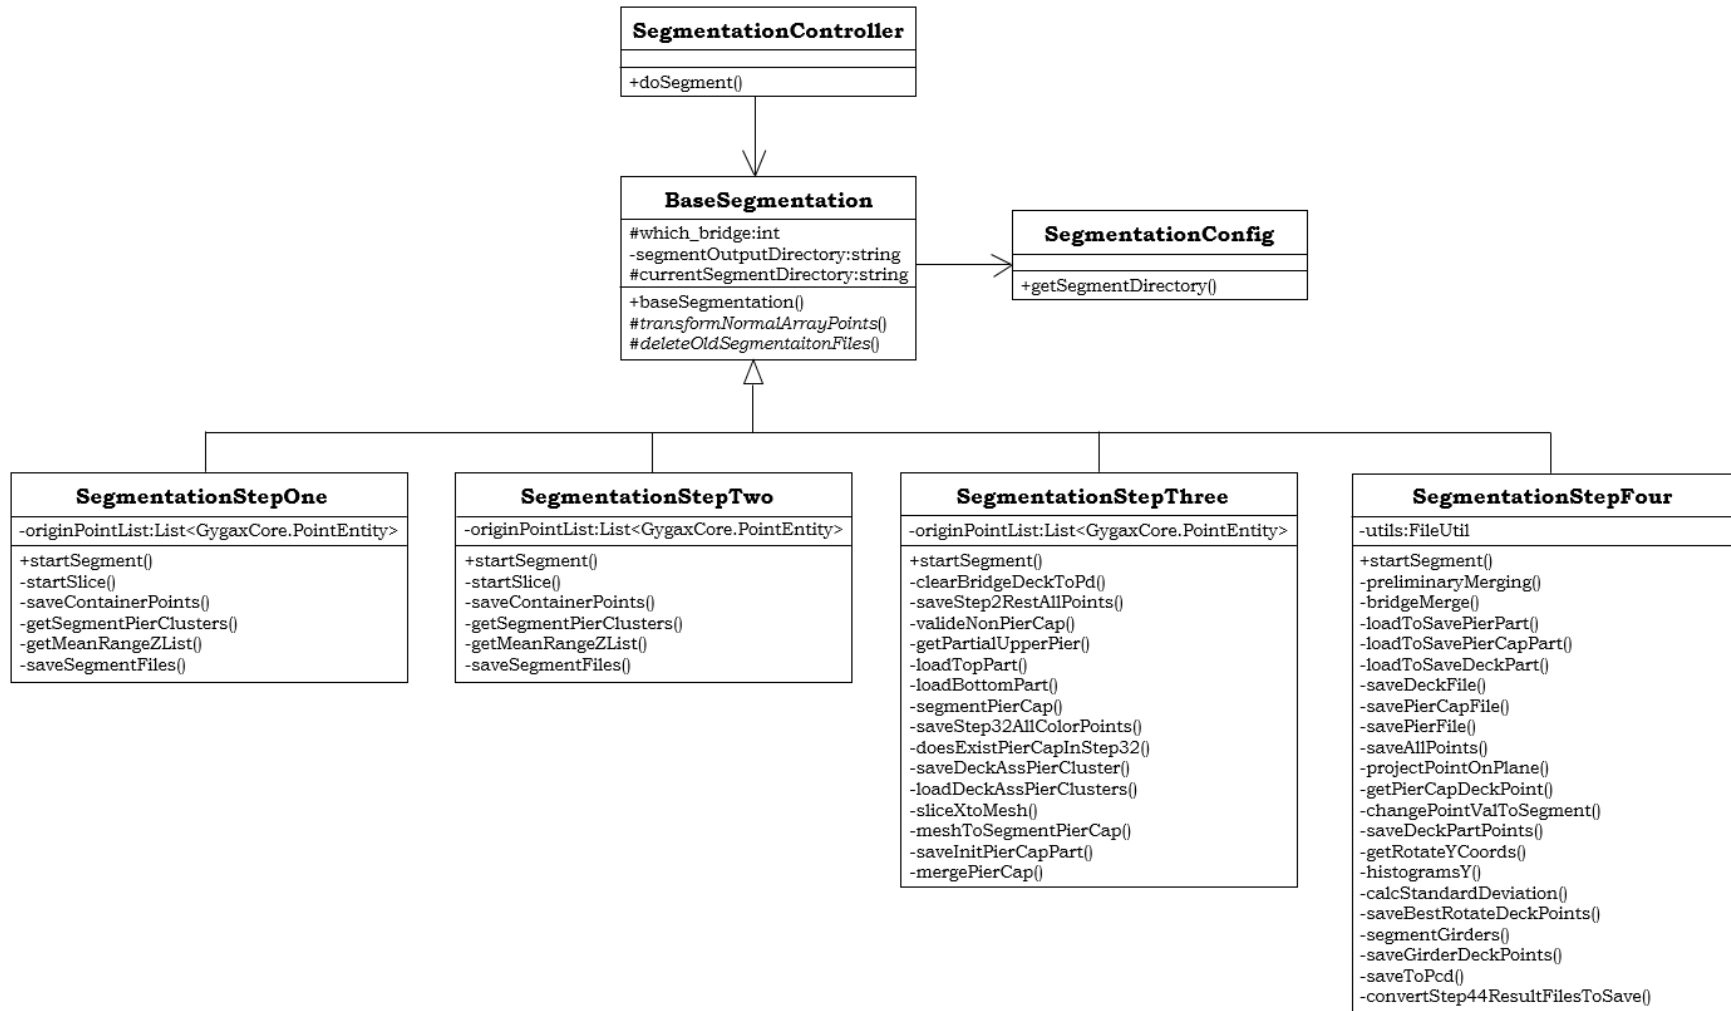 SegmentationController
+doSegment()
BaseSegmentation
#which_bridge:int
-segmentOutputDirectory:string
#currentSegmentDirectory:string
+baseSegmentation()
#transformNormalArrayPoints()
#deleteOldSegmentaitonFiles()
SegmentationConfig
+getSegmentDirectory()
SegmentationStepOne
-originPointList:List<GygaxCore.PointEntity>
+startSegment()
-startSlice()
-saveContainerPoints()
-getSegmentPierClusters()
-getMeanRangeZList()
-saveSegmentFiles()
SegmentationStepTwo
-originPointList:List<GygaxCore.PointEntity>
+startSegment()
-startSlice()
-saveContainerPoints()
-getSegmentPierClusters()
-getMeanRangeZList()
-saveSegmentFiles()
SegmentationStepThree
-originPointList:List<GygaxCore.PointEntity>
+startSegment()
-clearBridgeDeckToPd()
-saveStep2RestAllPoints()
-valideNonPierCap()
-getPartialUpperPier()
-loadTopPart()
-loadBottomPart()
-segmentPierCap()
-saveStep32AllColorPoints()
-doesExistPierCapInStep32()
-saveDeckAssPierCluster()
-loadDeckAssPierClusters()
-sliceXtoMesh()
-meshToSegmentPierCap()
-saveInitPierCapPart()
-mergePierCap()
SegmentationStepFour
-utils:FileUtil
+startSegment()
-preliminaryMerging()
-bridgeMerge()
-loadToSavePierPart()
-loadToSavePierCapPart()
-loadToSaveDeckPart()
-saveDeckFile()
-savePierCapFile()
-savePierFile()
-saveAllPoints()
-projectPointOnPlane()
-getPierCapDeckPoint()
-changePointValToSegment()
-saveDeckPartPoints()
-getRotateYCoords()
-histogramsY()
-calcStandardDeviation()
-saveBestRotateDeckPoints()
-segmentGirders()
-saveGirderDeckPoints()
-saveToPcd()
-convertStep44ResultFilesToSave()